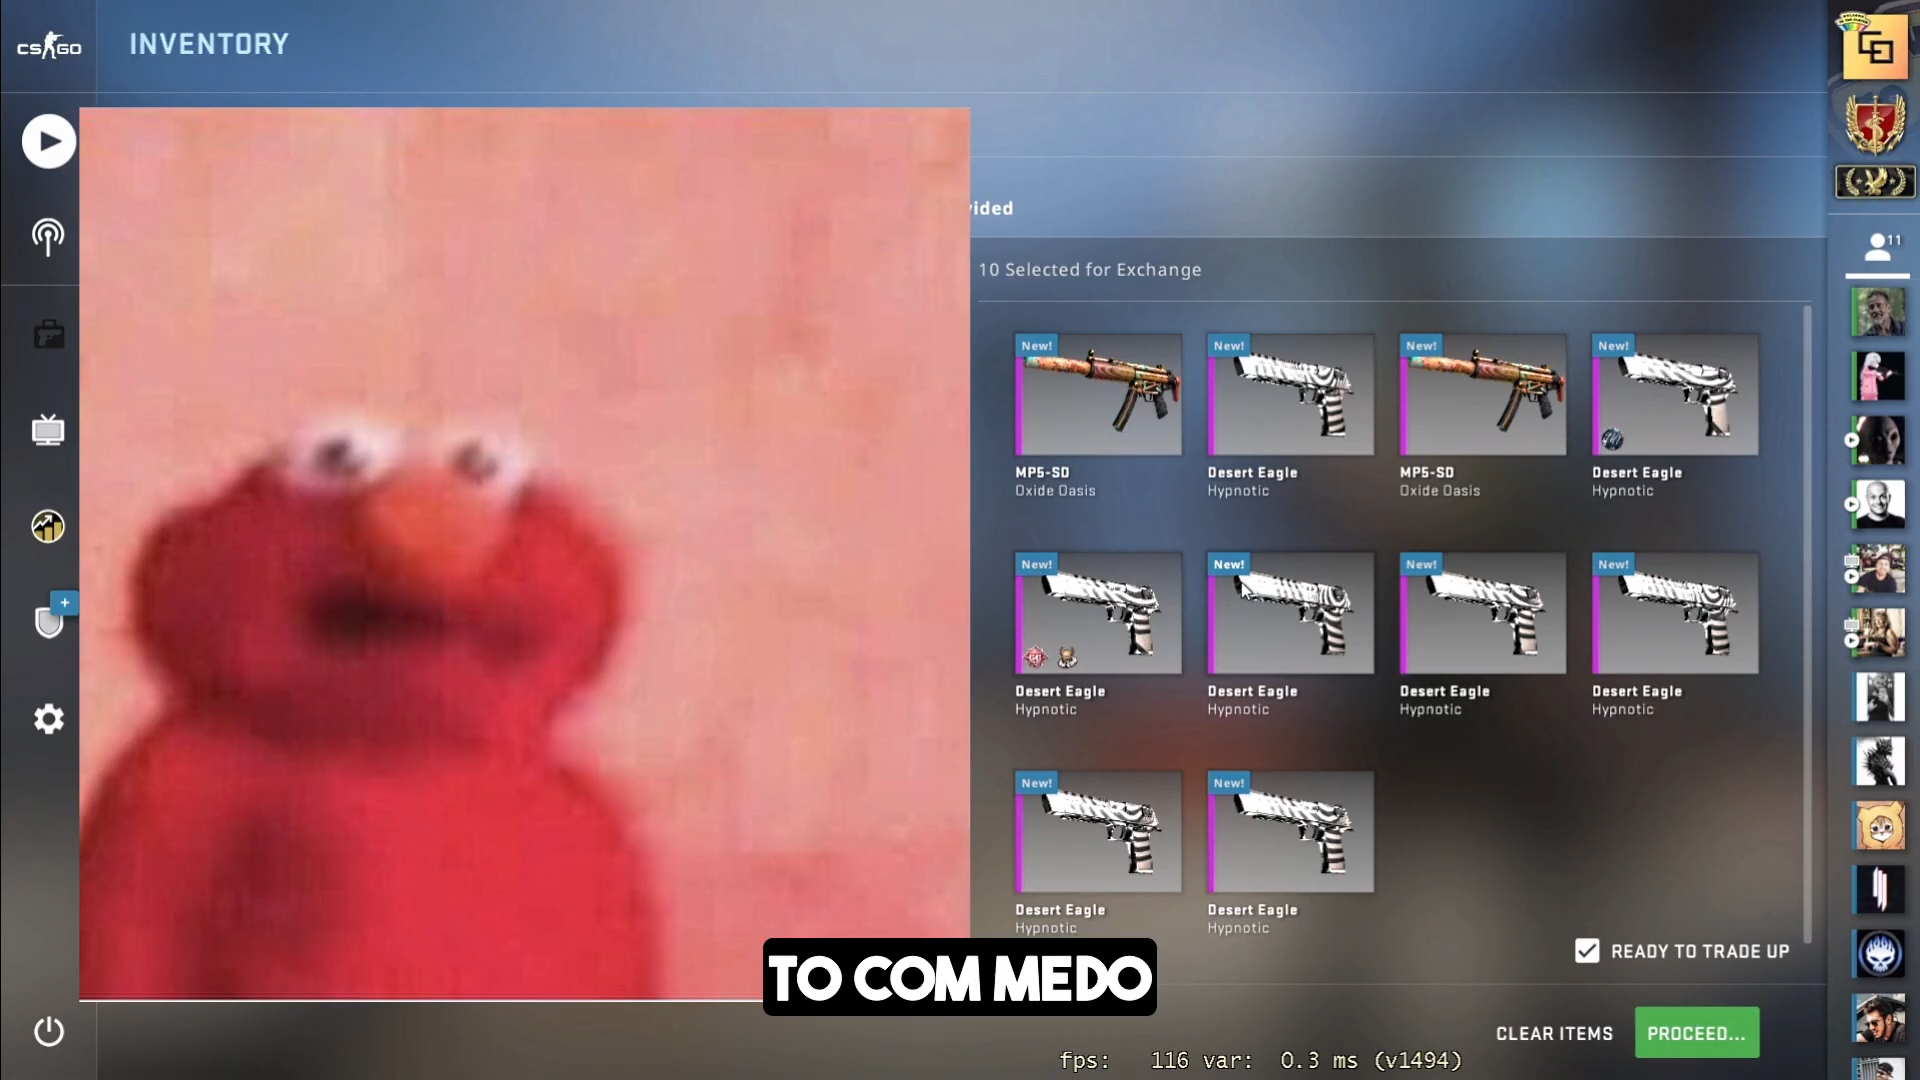 CS GO
INVENTORY
vided
11
10 Selected for Exchange
New!
New!
New!
New!
MP5-SD
Oxide Oasis
Desert Eagle
Hypnotic
MP5-SD
Oxide Oasis
Desert Eagle
Hypnotic
New!
New!
New!
New!
Desert Eagle
Hypnotic
Desert Eagle
Hypnotic
Desert Eagle
Hypnotic
Desert Eagle
Hypnotic
New!
New!
Desert Eagle
Hypnotic
Desert Eagle
Hypnotic
READY TO TRADE UP
TO COM MEDO
CLEAR ITEMS
PROCEED...
fps: 116 var: 0.3 ms (v1494)